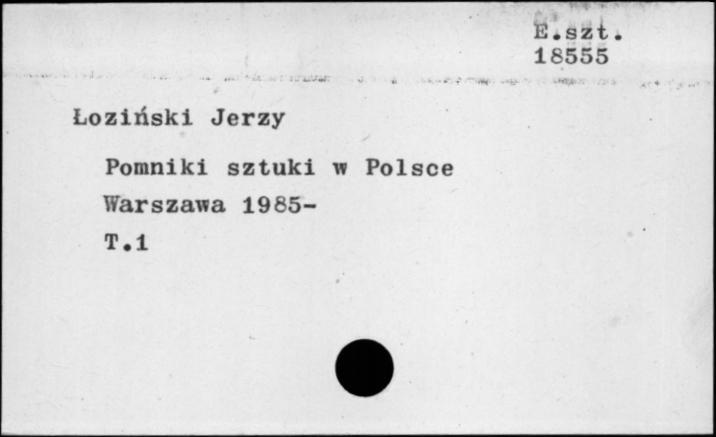 E.szt.
18555
Łoziński Jerzy
Pomniki sztuki w Polsce
Warszawa 1985-
T.1